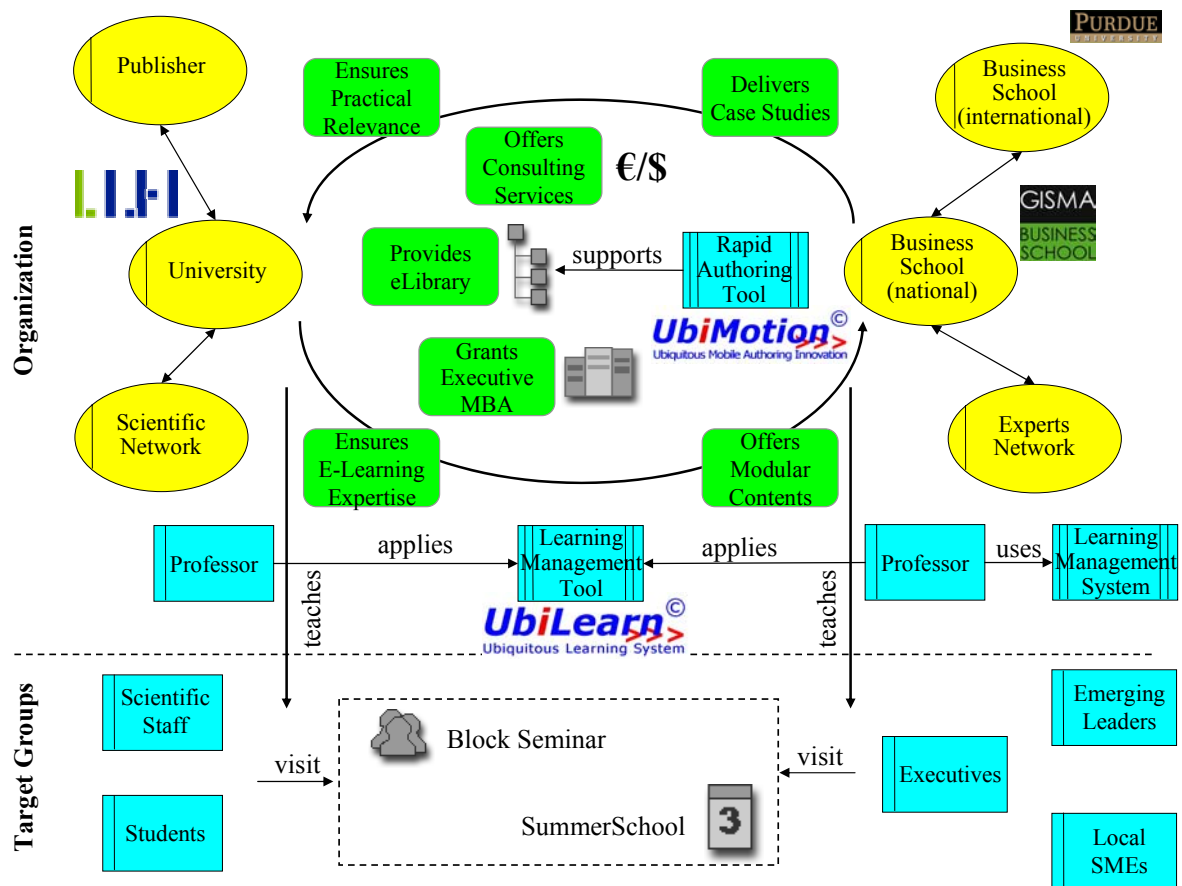 PURDUE
UNIVERSITY
Publisher
Ensures
Practical
Relevance
Delivers
Case Studies
Business
School
(international)
Offers
Consulting
Services
€/$
GISMA
BUSINESS
SCHOOL
Organization
University
Provides
eLibrary
supports
Rapid
Authoring
Tool
Business
School
(national)
UbiMotion©
>>>
Ubiquitous Mobile Authoring Innovation
Grants
Executive
MBA
Scientific
Network
Ensures
E-Learning
Expertise
Offers
Modular
Contents
Experts
Network
Professor
applies
Learning
Management
Tool
applies
Professor
uses
Learning
Management
System
teaches
teaches
UbiLearn©
>>>
Ubiquitous Learning System
Target Groups
Scientific
Staff
Emerging
Leaders
Block Seminar
visit
visit
Executives
Students
SummerSchool
3
Local
SMEs